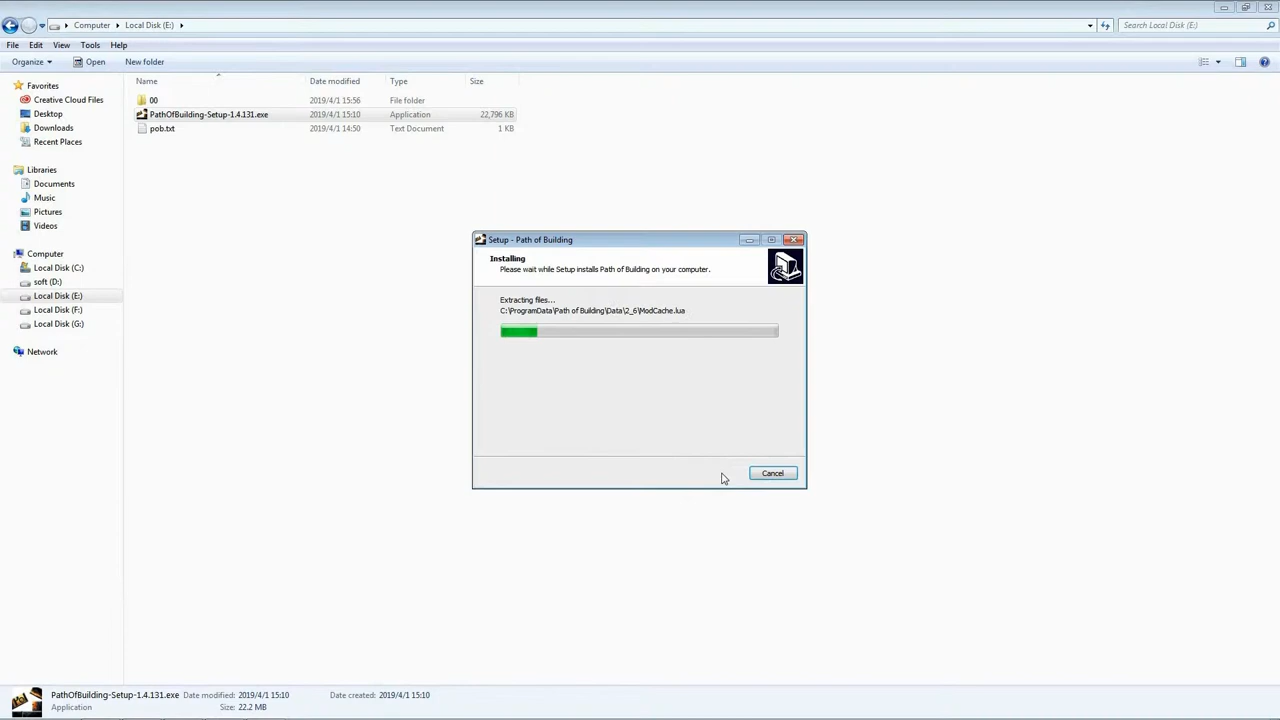 Computer
Local Disk (E:)
Search Local Disk (E:)
File Edit View Tools Help
Organize Open New folder
Name Date modified Type Size
Favorites
Creative Cloud Files
Desktop
Downloads
Recent Places
Libraries
Documents
Music
Pictures
Videos
Computer
Local Disk (C:)
soft (D:)
Local Disk (E:)
Local Disk (F:)
Local Disk (G:)
Network
00 2019/4/1 15:56 File folder
PathOfBuilding-Setup-1.4.131.exe 2019/4/1 15:10 Application 22,796 KB
pob.txt 2019/4/1 14:50 Text Document 1 KB
Setup - Path of Building
Installing
Please wait while Setup installs Path of Building on your computer.
Extracting files...
C:\ProgramData\Path of Building\Data\2_6\ModCache.lua
Cancel
PathOfBuilding-Setup-1.4.131.exe Date modified: 2019/4/1 15:10 Date created: 2019/4/1 15:10
Application Size: 22.2 MB